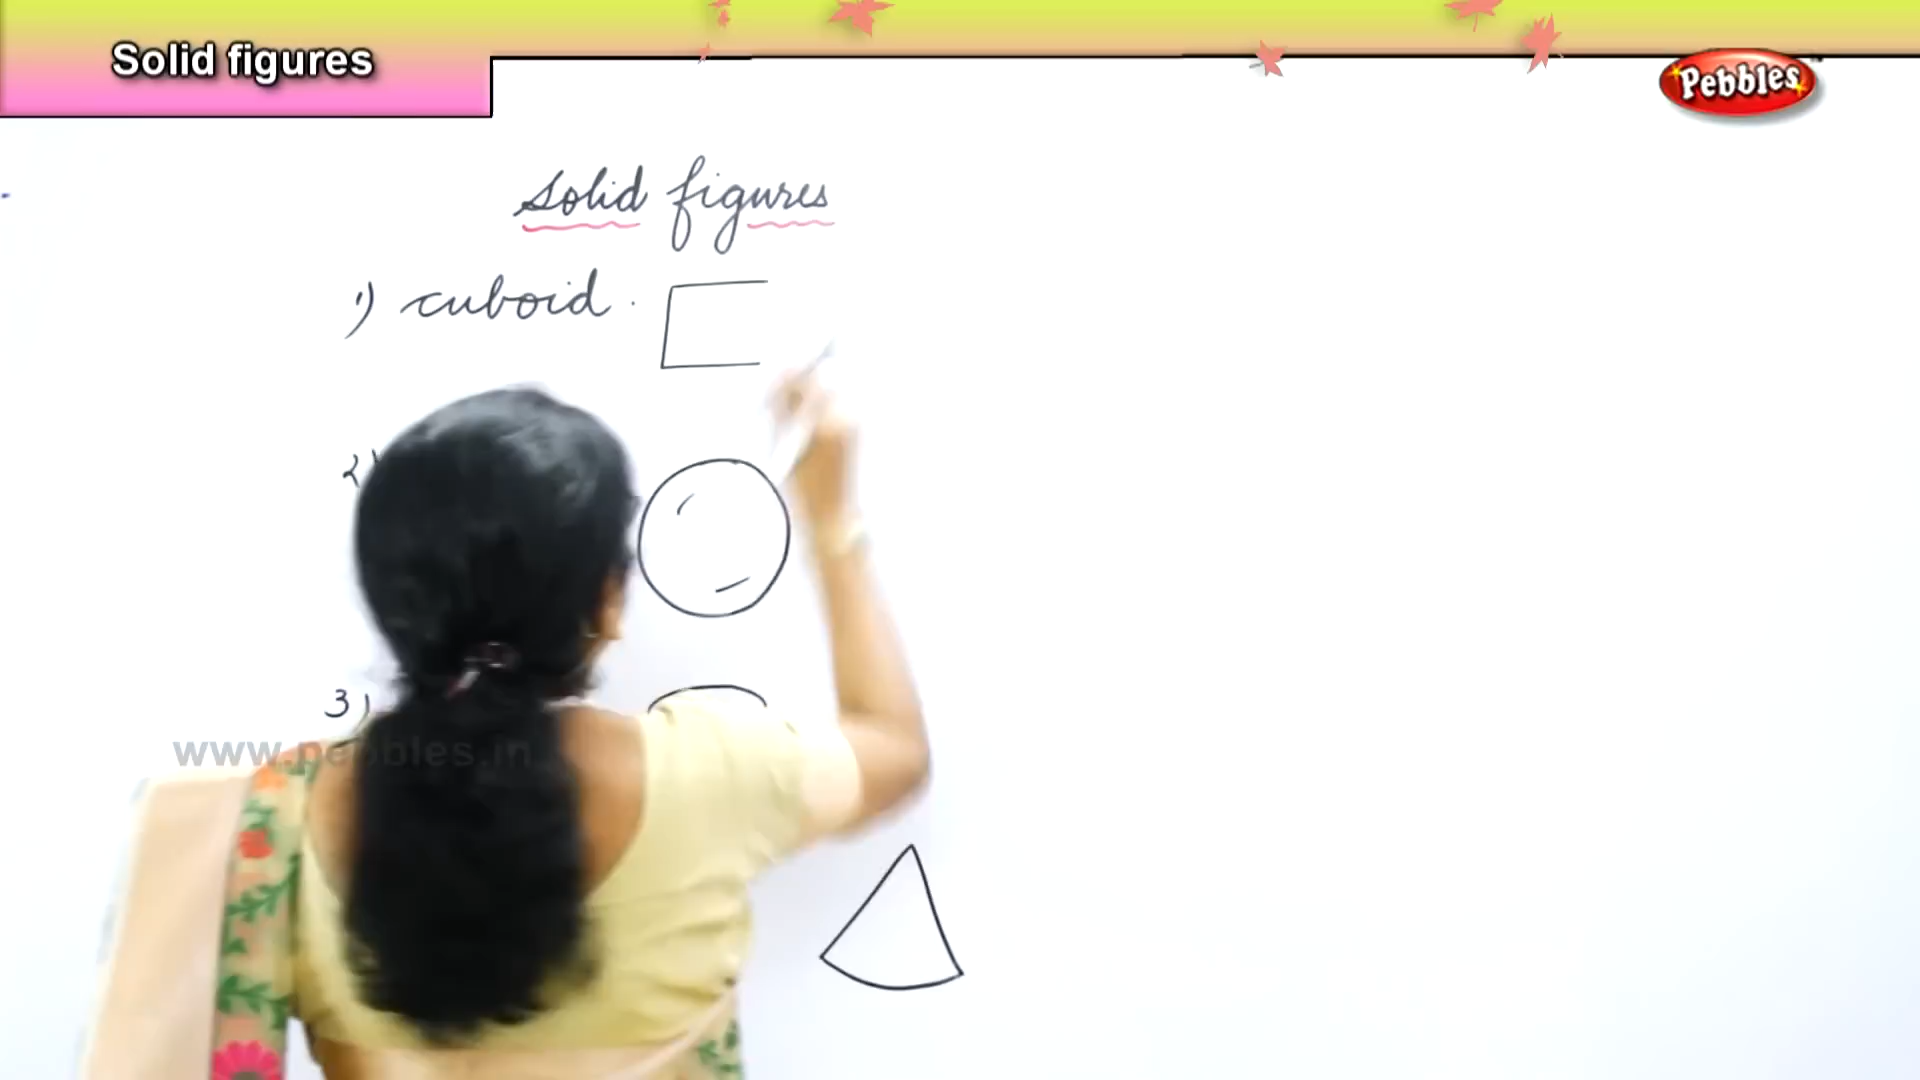 Solid figures
Pebbles
solid figures
1) cuboid.
2)
3)
www.pebbles.in